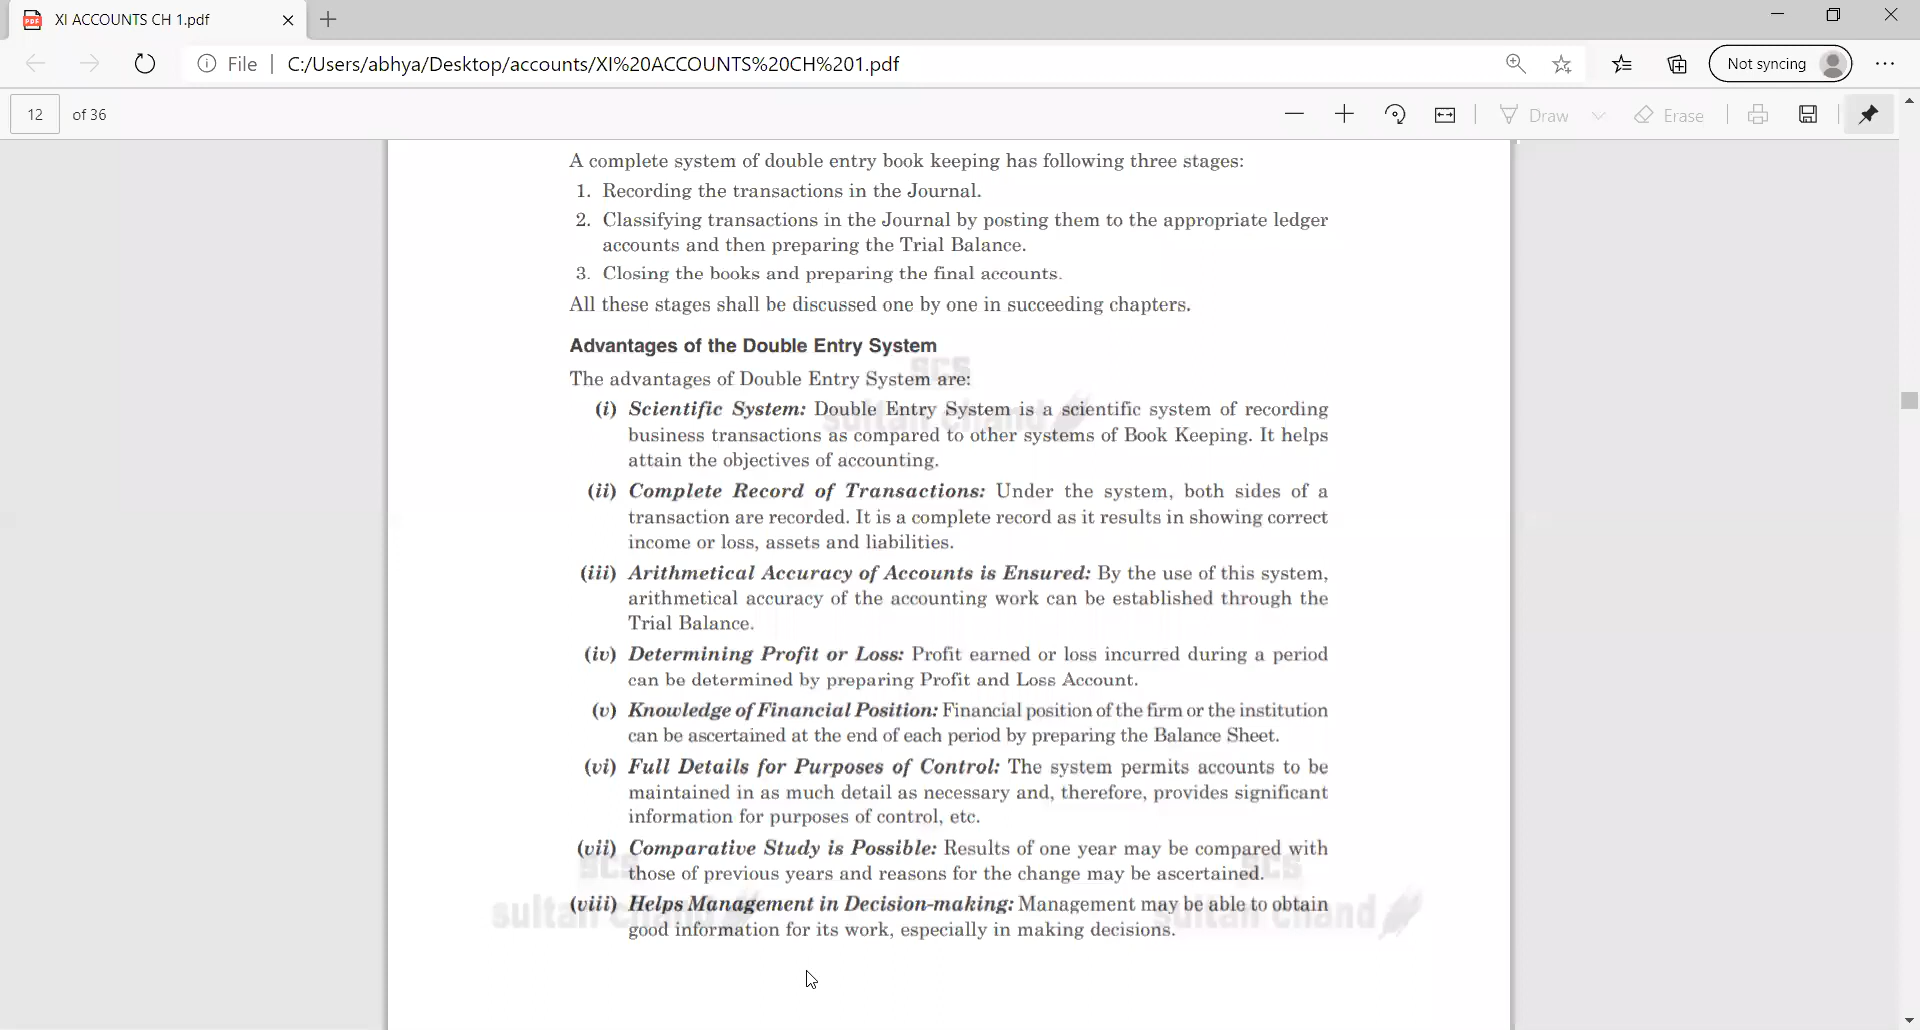 XI ACCOUNTS CH 1.pdf
File | C:/Users/abhya/Desktop/accounts/XI%20ACCOUNTS%20CH%201.pdf
Not syncing
12 of 36
Draw
Erase
A complete system of double entry book keeping has following three stages:
1. Recording the transactions in the Journal.
2. Classifying transactions in the Journal by posting them to the appropriate ledger
accounts and then preparing the Trial Balance.
3. Closing the books and preparing the final accounts.
All these stages shall be discussed one by one in succeeding chapters.
Advantages of the Double Entry System
The advantages of Double Entry System are:
(i) Scientific System: Double Entry System is a scientific system of recording
business transactions as compared to other systems of Book Keeping. It helps
attain the objectives of accounting.
(ii) Complete Record of Transactions: Under the system, both sides of a
transaction are recorded. It is a complete record as it results in showing correct
income or loss, assets and liabilities.
(iii) Arithmetical Accuracy of Accounts is Ensured: By the use of this system,
arithmetical accuracy of the accounting work can be established through the
Trial Balance.
(iv) Determining Profit or Loss: Profit earned or loss incurred during a period
can be determined by preparing Profit and Loss Account.
(v) Knowledge of Financial Position: Financial position of the firm or the institution
can be ascertained at the end of each period by preparing the Balance Sheet.
(vi) Full Details for Purposes of Control: The system permits accounts to be
maintained in as much detail as necessary and, therefore, provides significant
information for purposes of control, etc.
(vii) Comparative Study is Possible: Results of one year may be compared with
those of previous years and reasons for the change may be ascertained.
(viii) Helps Management in Decision-making: Management may be able to obtain
good information for its work, especially in making decisions.
scs
sultan chand
scs
sultan chand
scs
sultan chand